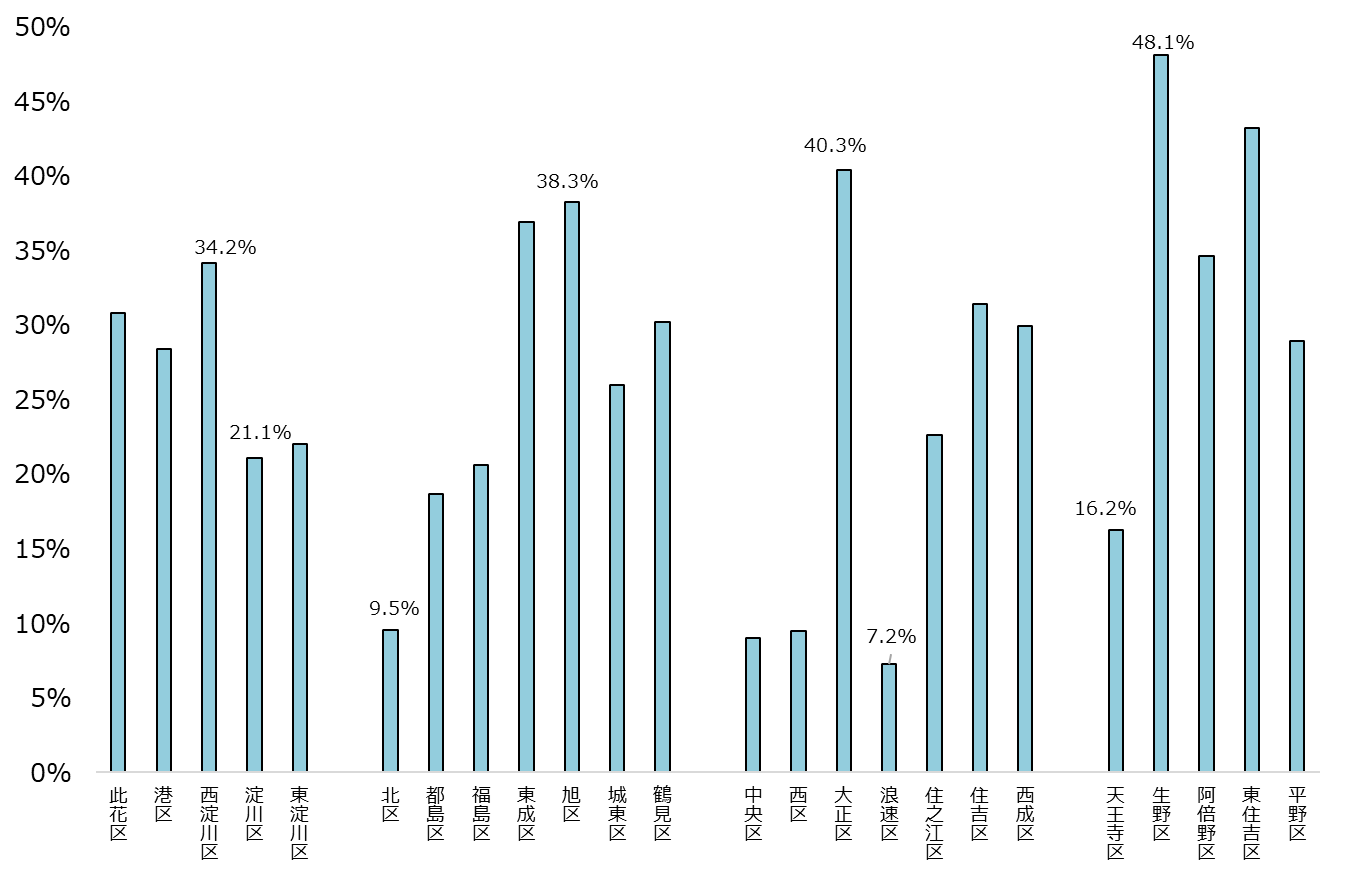 50%
45%
40%
35%
30%
25%
20%
15%
10%
5%
0%
34.2%
21.1%
9.5%
38.3%
40.3%
7.2%
16.2%
48.1%
此花区
港区
西淀川区
淀川区
東淀川区
北区
都島区
福島区
東成区
旭区
城東区
鶴見区
中央区
西区
大正区
浪速区
住之江区
住吉区
西成区
天王寺区
生野区
阿倍野区
東住吉区
平野区